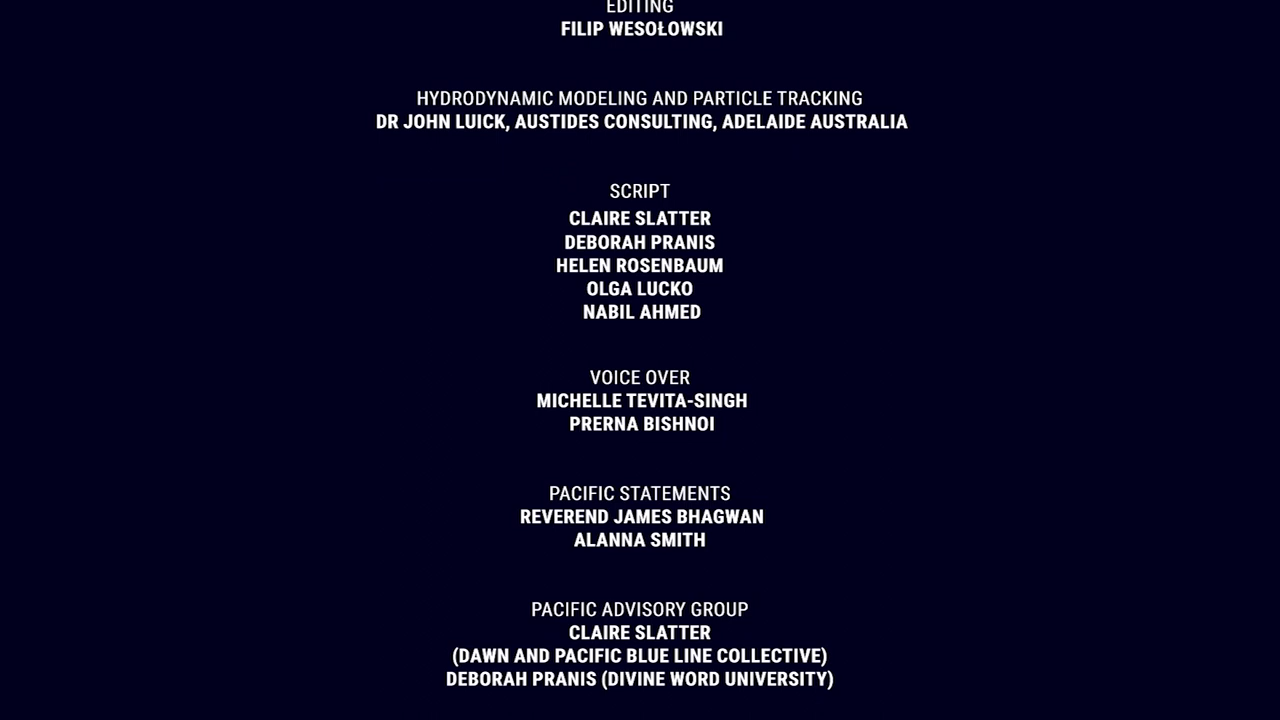 EDITING
FILIP WESOŁOWSKI
HYDRODYNAMIC MODELING AND PARTICLE TRACKING
DR JOHN LUICK, AUSTIDES CONSULTING, ADELAIDE AUSTRALIA
SCRIPT
CLAIRE SLATTER
DEBORAH PRANIS
HELEN ROSENBAUM
OLGA LUCKO
NABIL AHMED
VOICE OVER
MICHELLE TEVITA-SINGH
PRERNA BISHNOI
PACIFIC STATEMENTS
REVEREND JAMES BHAGWAN
ALANNA SMITH
PACIFIC ADVISORY GROUP
CLAIRE SLATTER
(DAWN AND PACIFIC BLUE LINE COLLECTIVE)
DEBORAH PRANIS (DIVINE WORD UNIVERSITY)